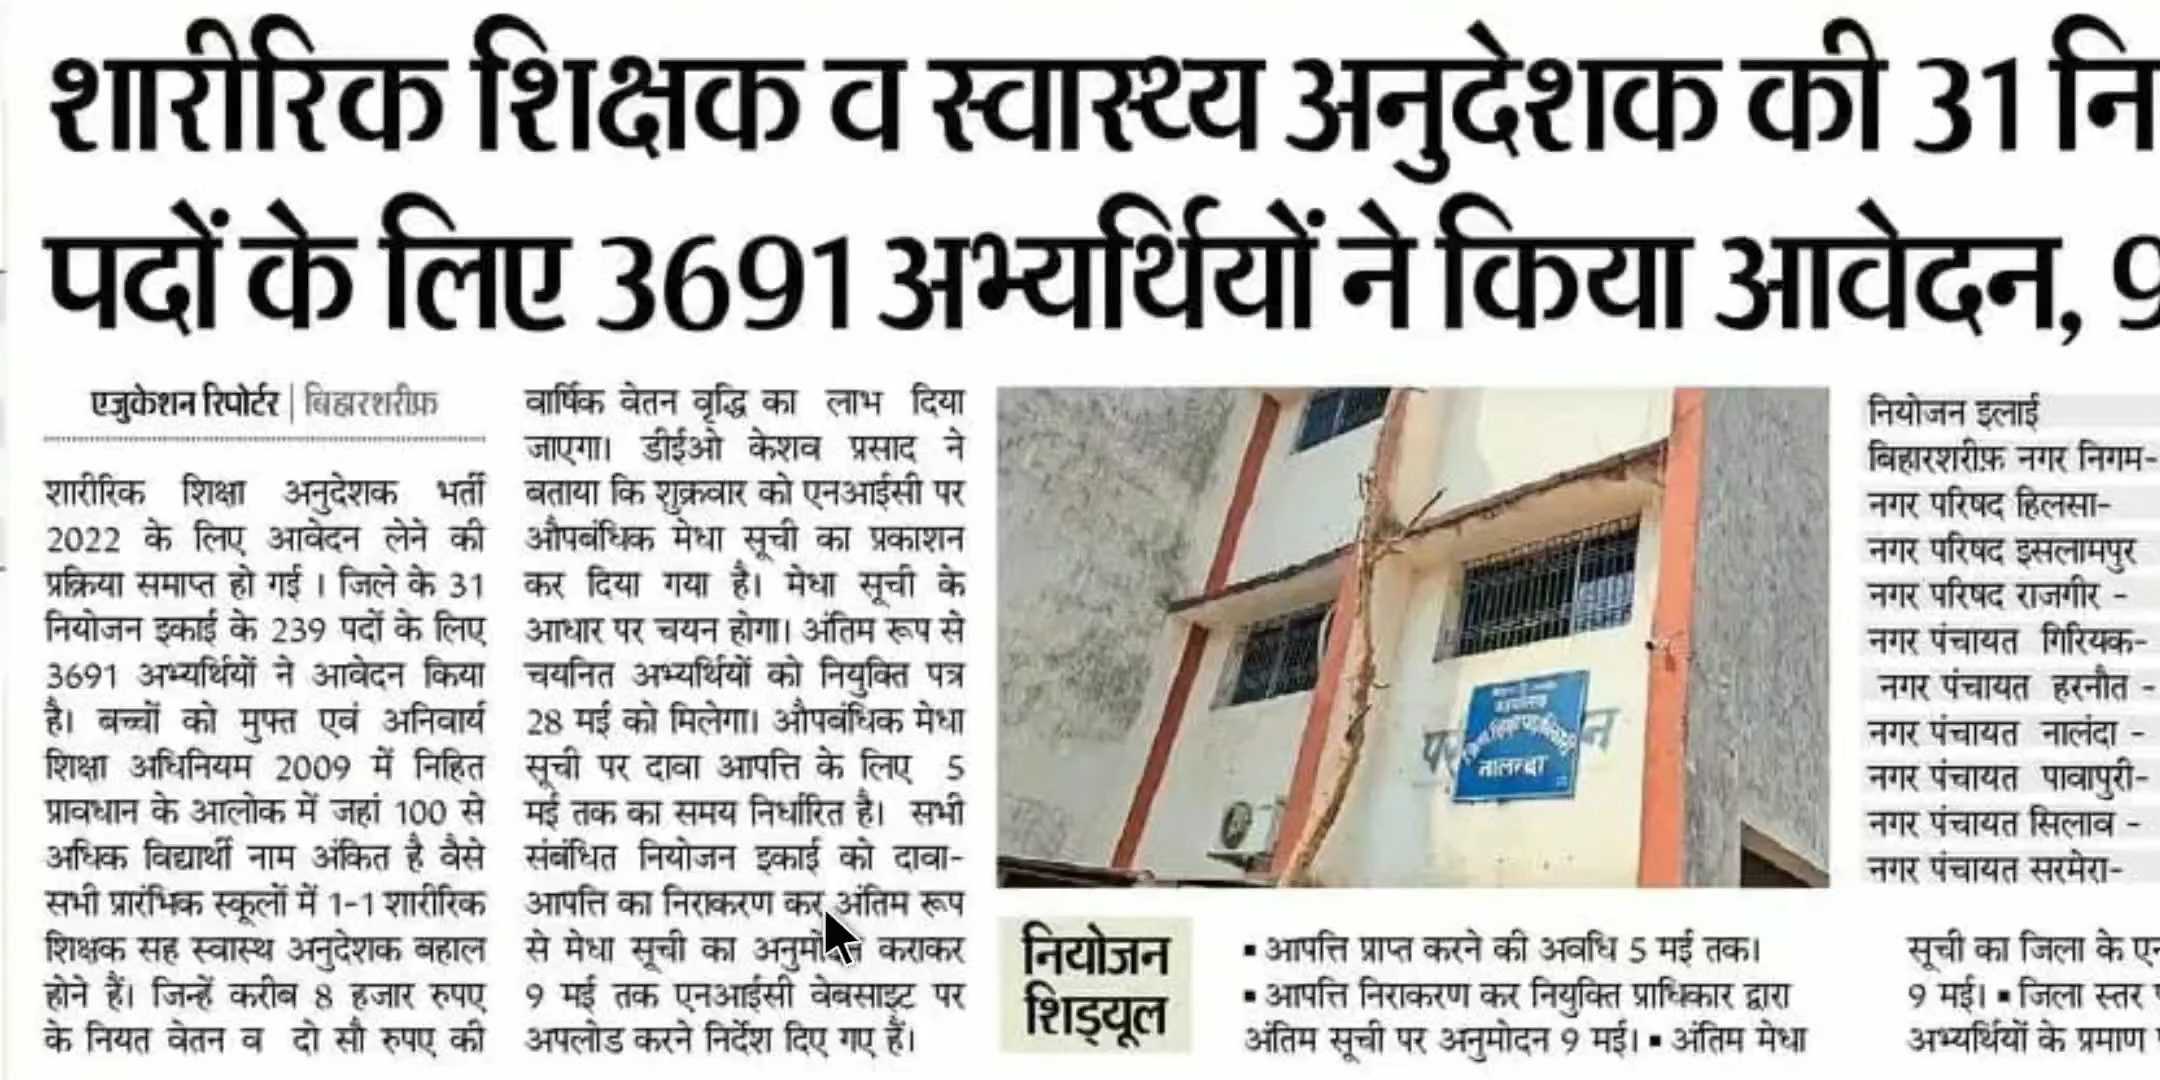 शारीरिक शिक्षक व स्वास्थ्य अनुदेशक की 31 नि
पदों के लिए 3691 अभ्यर्थियों ने किया आवेदन, 9
एजुकेशन रिपोर्टर | बिहारशरीफ़
शारीरिक शिक्षा अनुदेशक भर्ती
2022 के लिए आवेदन लेने की
प्रक्रिया समाप्त हो गई । जिले के 31
नियोजन इकाई के 239 पदों के लिए
3691 अभ्यर्थियों ने आवेदन किया
है। बच्चों को मुफ्त एवं अनिवार्य
शिक्षा अधिनियम 2009 में निहित
प्रावधान के आलोक में जहां 100 से
अधिक विद्यार्थी नाम अंकित है वैसे
सभी प्रारंभिक स्कूलों में 1-1 शारीरिक
शिक्षक सह स्वास्थ अनुदेशक बहाल
होने हैं। जिन्हें करीब 8 हजार रुपए
के नियत वेतन व दो सौ रुपए की
वार्षिक वेतन वृद्धि का लाभ दिया
जाएगा। डीईओ केशव प्रसाद ने
बताया कि शुक्रवार को एनआईसी पर
औपबंधिक मेधा सूची का प्रकाशन
कर दिया गया है। मेधा सूची के
आधार पर चयन होगा। अंतिम रूप से
चयनित अभ्यर्थियों को नियुक्ति पत्र
28 मई को मिलेगा। औपबंधिक मेधा
सूची पर दावा आपत्ति के लिए 5
मई तक का समय निर्धारित है। सभी
संबंधित नियोजन इकाई को दावा-
आपत्ति का निराकरण कर अंतिम रूप
से मेधा सूची का कराकर
9 मई तक एनआईसी वेबसाइट पर
अपलोड करने निर्देश दिए गए हैं।
कार्यालय
जिला शिक्षा पदाधिकारी
नालन्दा
नियोजन इलाई
बिहारशरीफ़ नगर निगम-
नगर परिषद हिलसा-
नगर परिषद इसलामपुर
नगर परिषद राजगीर -
नगर पंचायत गिरियक-
नगर पंचायत हरनौत -
नगर पंचायत नालंदा -
नगर पंचायत पावापुरी-
नगर पंचायत सिलाव -
नगर पंचायत सरमेरा-
नियोजन
शिड्यूल
▪ आपत्ति प्राप्त करने की अवधि 5 मई तक।
▪ आपत्ति निराकरण कर नियुक्ति प्राधिकार द्वारा
अंतिम सूची पर अनुमोदन 9 मई। ▪ अंतिम मेधा
सूची का जिला के एन
9 मई। ▪ जिला स्तर
अभ्यर्थियों के प्रमाण